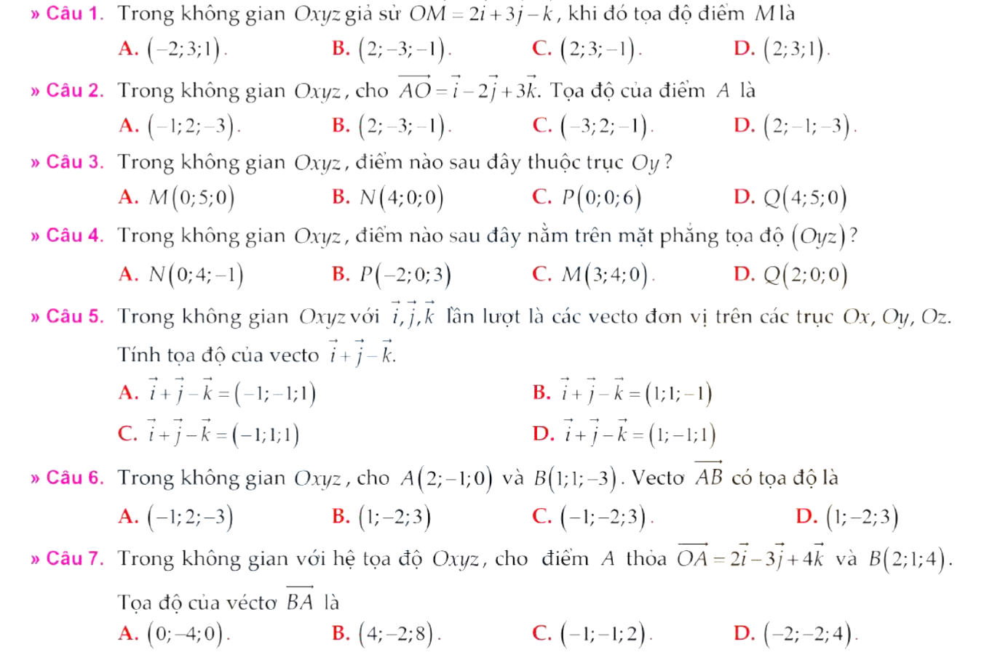 » Câu 1. Trong không gian Oxyz giả sử OM = 2i + 3j − k, khi đó tọa độ điểm M là
A. (−2;3;1). B. (2;−3;−1). C. (2;3;−1). D. (2;3;1).
» Câu 2. Trong không gian Oxyz, cho \overrightarrow{AO} = \vec{i} − 2\vec{j} + 3\vec{k}. Tọa độ của điểm A là
A. (−1;2;−3). B. (2;−3;−1). C. (−3;2;−1). D. (2;−1;−3).
» Câu 3. Trong không gian Oxyz, điểm nào sau đây thuộc trục Oy?
A. M(0;5;0) B. N(4;0;0) C. P(0;0;6) D. Q(4;5;0)
» Câu 4. Trong không gian Oxyz, điểm nào sau đây nằm trên mặt phẳng tọa độ (Oyz)?
A. N(0;4;−1) B. P(−2;0;3) C. M(3;4;0). D. Q(2;0;0)
» Câu 5. Trong không gian Oxyz với \vec{i}, \vec{j}, \vec{k} lần lượt là các vecto đơn vị trên các trục Ox, Oy, Oz.
Tính tọa độ của vecto \vec{i} + \vec{j} − \vec{k}.
A. \vec{i} + \vec{j} − \vec{k} = (−1;−1;1) B. \vec{i} + \vec{j} − \vec{k} = (1;1;−1)
C. \vec{i} + \vec{j} − \vec{k} = (−1;1;1) D. \vec{i} + \vec{j} − \vec{k} = (1;−1;1)
» Câu 6. Trong không gian Oxyz, cho A(2;−1;0) và B(1;1;−3). Vectơ \overrightarrow{AB} có tọa độ là
A. (−1;2;−3) B. (1;−2;3) C. (−1;−2;3). D. (1;−2;3)
» Câu 7. Trong không gian với hệ tọa độ Oxyz, cho điểm A thỏa \overrightarrow{OA} = 2\vec{i} − 3\vec{j} + 4\vec{k} và B(2;1;4).
Tọa độ của véctơ \overrightarrow{BA} là
A. (0;−4;0). B. (4;−2;8). C. (−1;−1;2). D. (−2;−2;4).